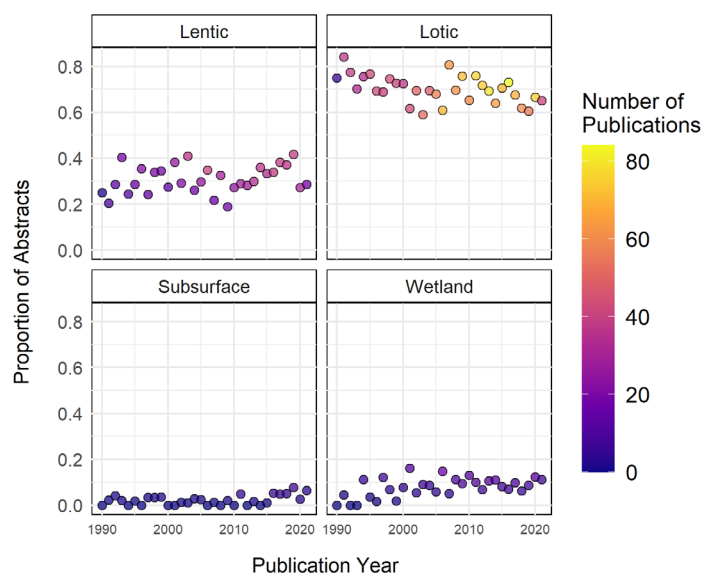 Lentic Lotic
0.8
0.6
0.4
0.2
0.0
Subsurface Wetland
0.8
0.6
0.4
0.2
0.0
1990 2000 2010 2020 1990 2000 2010 2020
Publication Year
Proportion of Abstracts
Number of
Publications
80
60
40
20
0